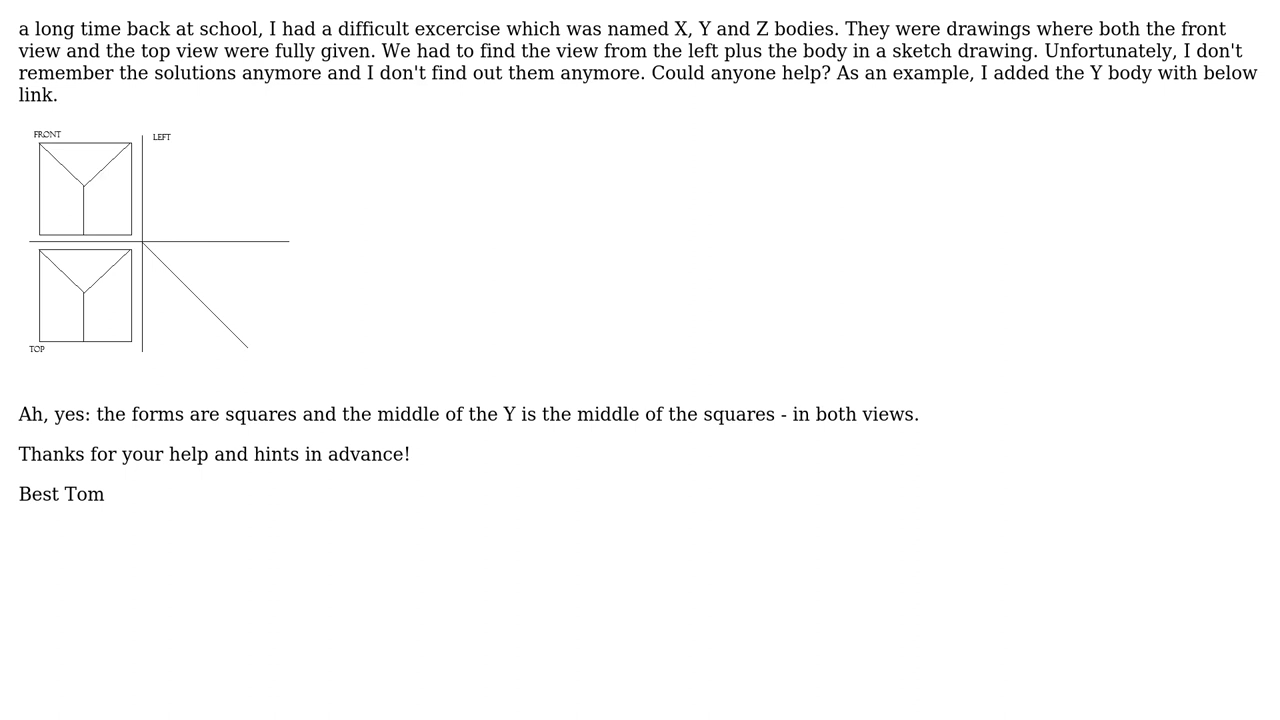 a long time back at school, I had a difficult excercise which was named X, Y and Z bodies. They were drawings where both the front
view and the top view were fully given. We had to find the view from the left plus the body in a sketch drawing. Unfortunately, I don't
remember the solutions anymore and I don't find out them anymore. Could anyone help? As an example, I added the Y body with below
link.
FRONT
LEFT
TOP
Ah, yes: the forms are squares and the middle of the Y is the middle of the squares - in both views.
Thanks for your help and hints in advance!
Best Tom